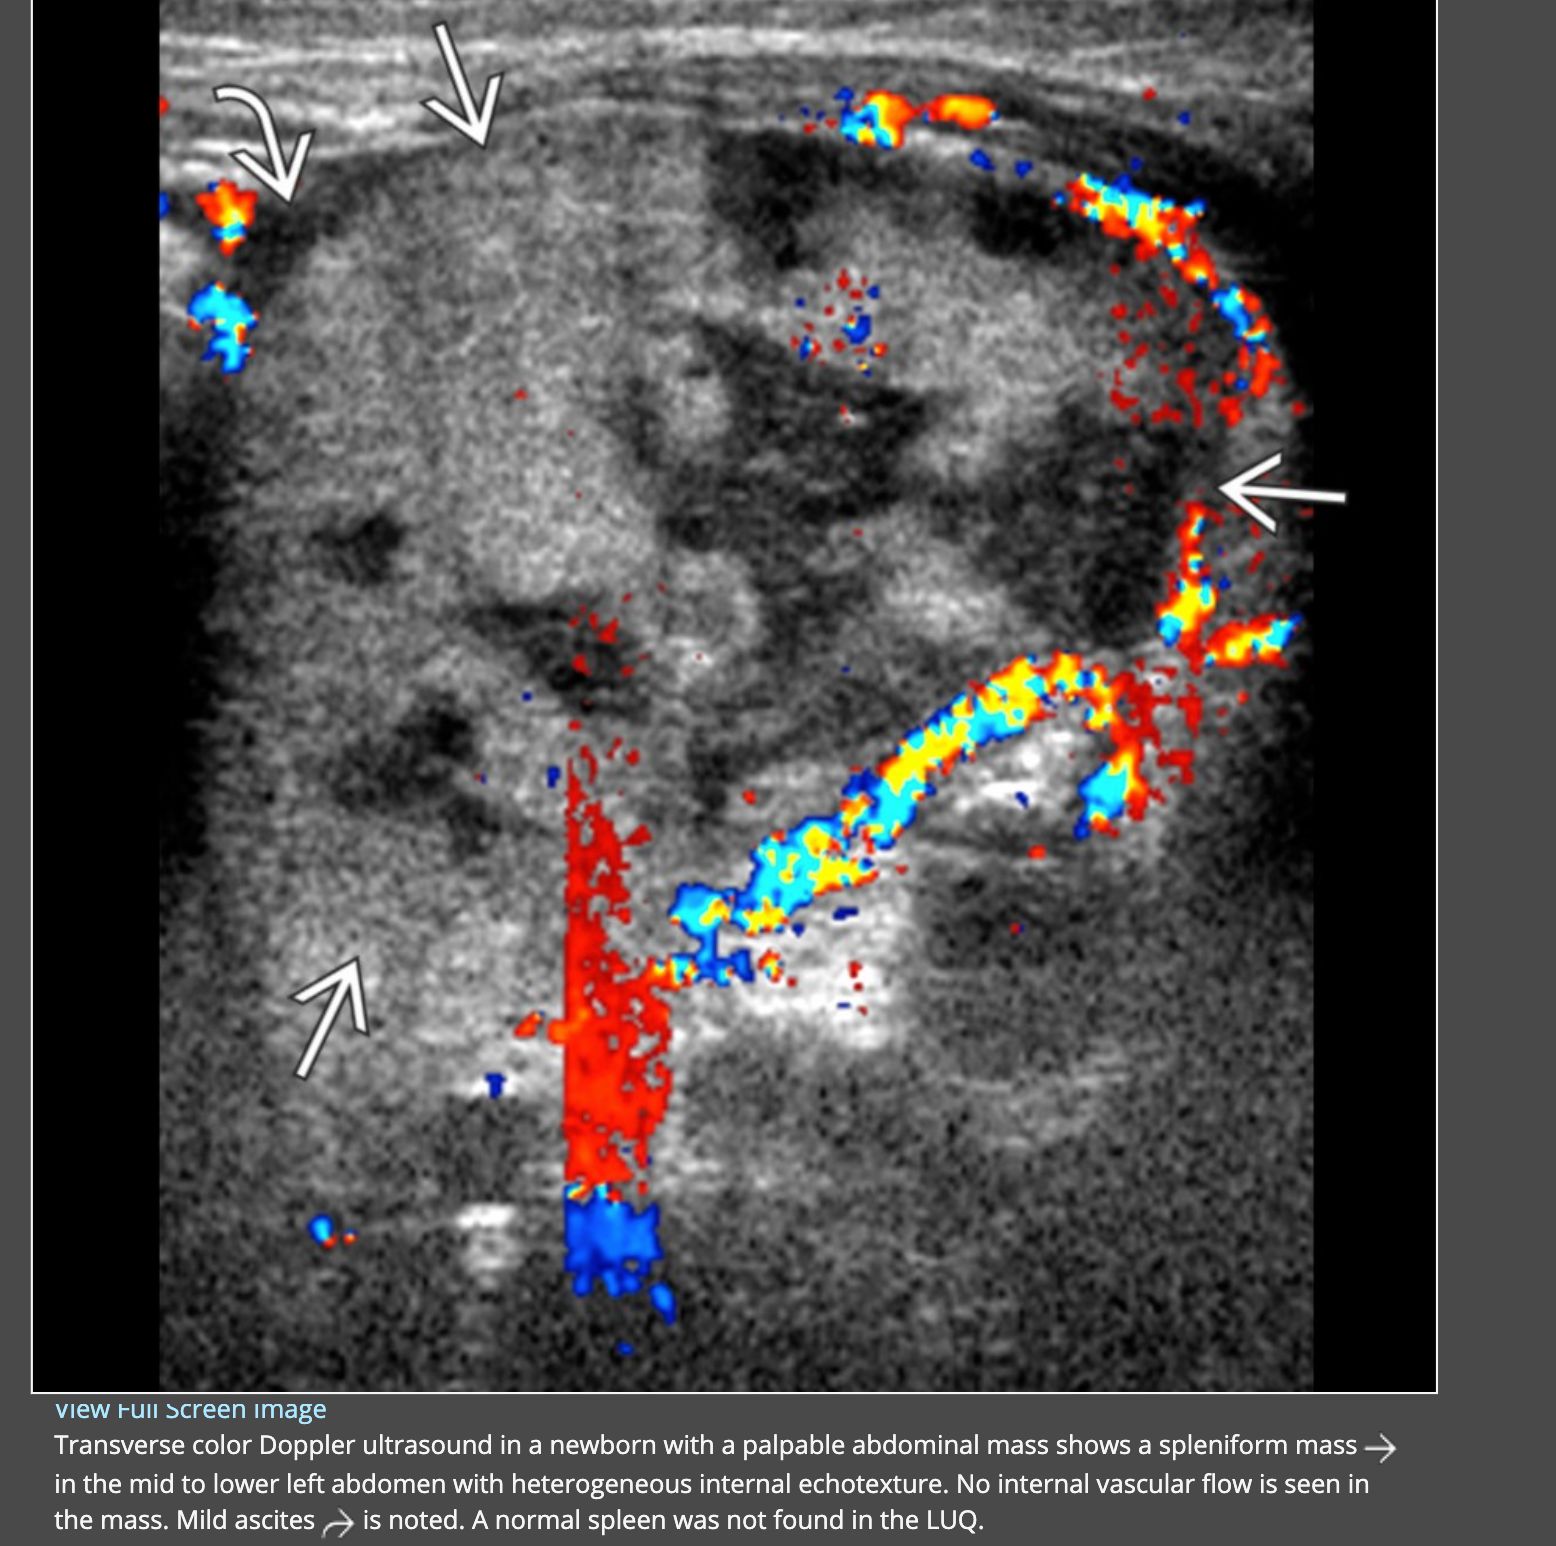 View Full Screen Image
Transverse color Doppler ultrasound in a newborn with a palpable abdominal mass shows a spleniform mass
in the mid to lower left abdomen with heterogeneous internal echotexture. No internal vascular flow is seen in
the mass. Mild ascites is noted. A normal spleen was not found in the LUQ.